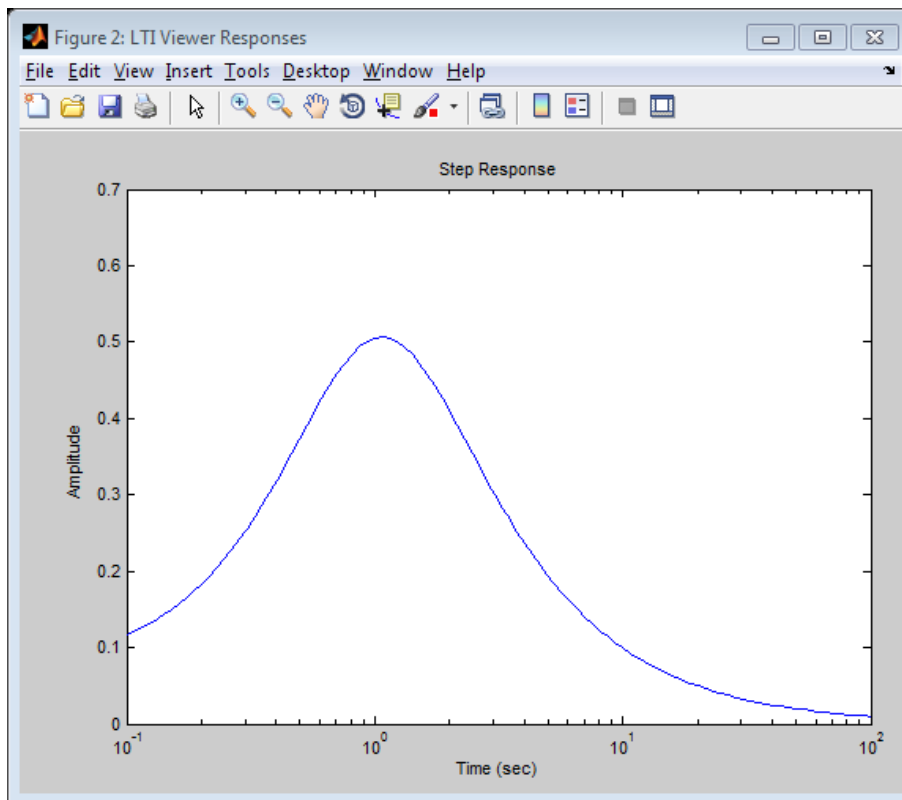 Figure 2: LTI Viewer Responses
File Edit View Insert Tools Desktop Window Help
Step Response
0.7
0.6
0.5
0.4
0.3
0.2
0.1
0
Amplitude
10⁻¹ 10⁰ 10¹ 10²
Time (sec)